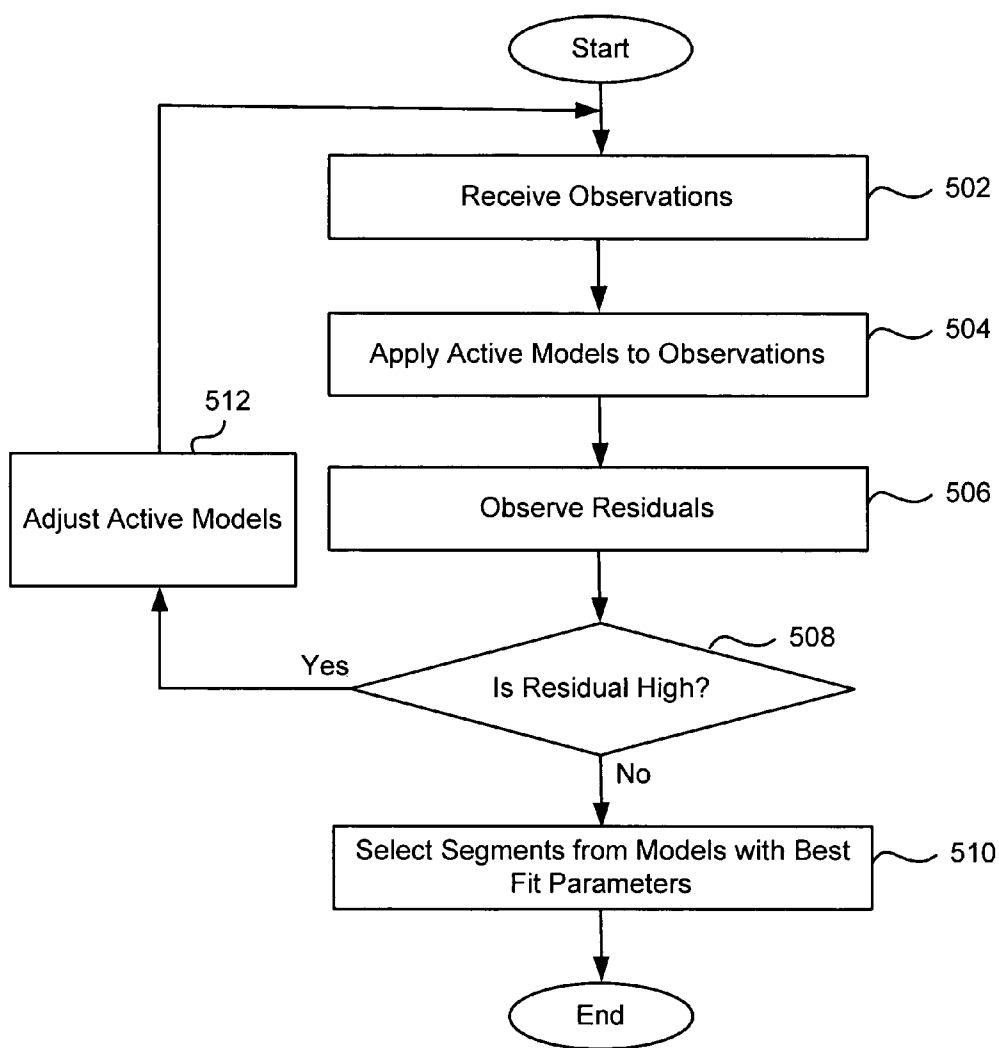 Start
Receive Observations
502
Apply Active Models to Observations
504
512
Adjust Active Models
Observe Residuals
506
508
Yes
Is Residual High?
No
Select Segments from Models with Best
Fit Parameters
510
End